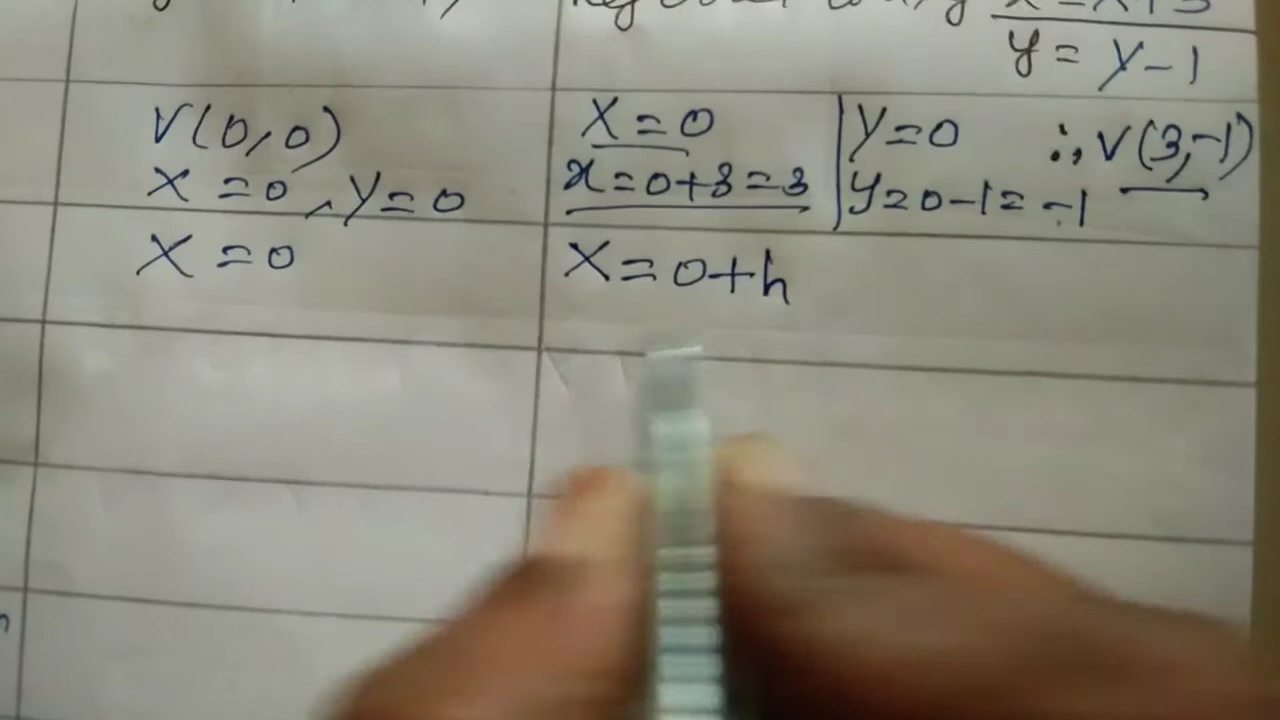 y = y-1
V(0,0)
X = 0, Y = 0
X = 0
x = 0+3 = 3
Y = 0
y = 0-1 = -1
∴, V(3,-1)
X = 0
X = 0+h